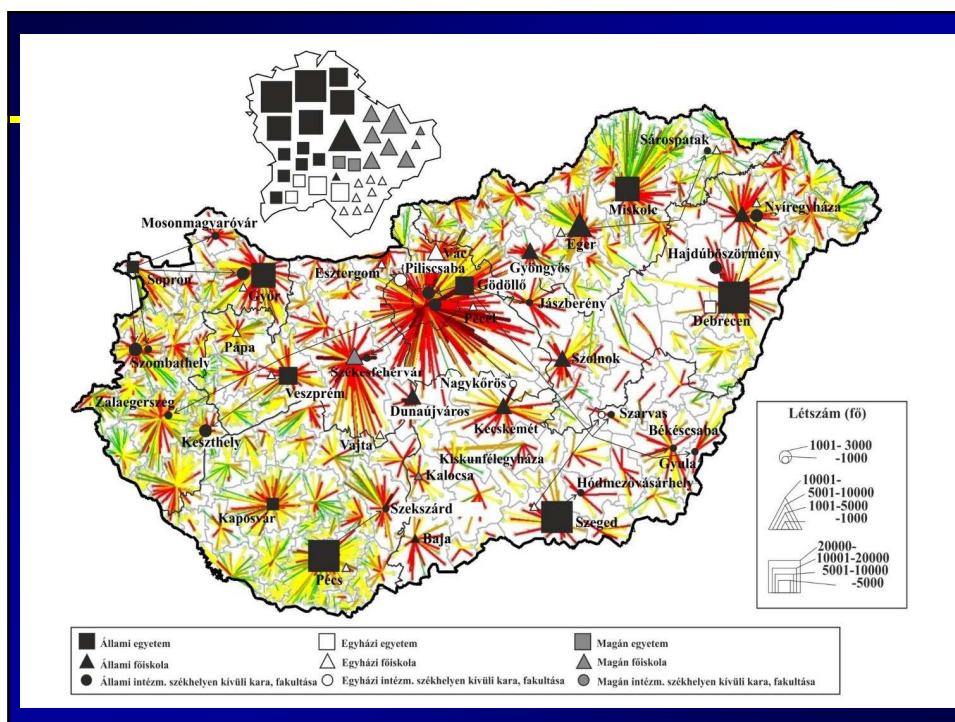 Sárospatak
Miskolc
Nyíregyháza
Mosonmagyaróvár
Eger
Vác
Hajdúböszörmény
Esztergom
Piliscsaba
Gyöngyös
Sopron
Gödöllő
Győr
Jászberény
Pécel
Debrecen
Pápa
Szombathely
Szolnok
Székesfehérvár
Veszprém
Nagykőrös
Zalaegerszeg
Dunaújváros
Szarvas
Kecskemét
Békéscsaba
Keszthely
Vajta
Kiskunfélegyháza
Gyula
Kalocsa
Hódmezovásárhely
Kaposvár
Szekszárd
Szeged
Baja
Pécs
Létszám (fő)
1001- 3000
-1000
10001-
5001-10000
1001-5000
-1000
20000-
10001-20000
5001-10000
-5000
Állami egyetem
Egyházi egyetem
Magán egyetem
Állami főiskola
Egyházi főiskola
Magán főiskola
Állami intézm. székhelyen kívüli kara, fakultása
Egyházi intézm. székhelyen kívüli kara, fakultása
Magán intézm. székhelyen kívüli kara, fakultása